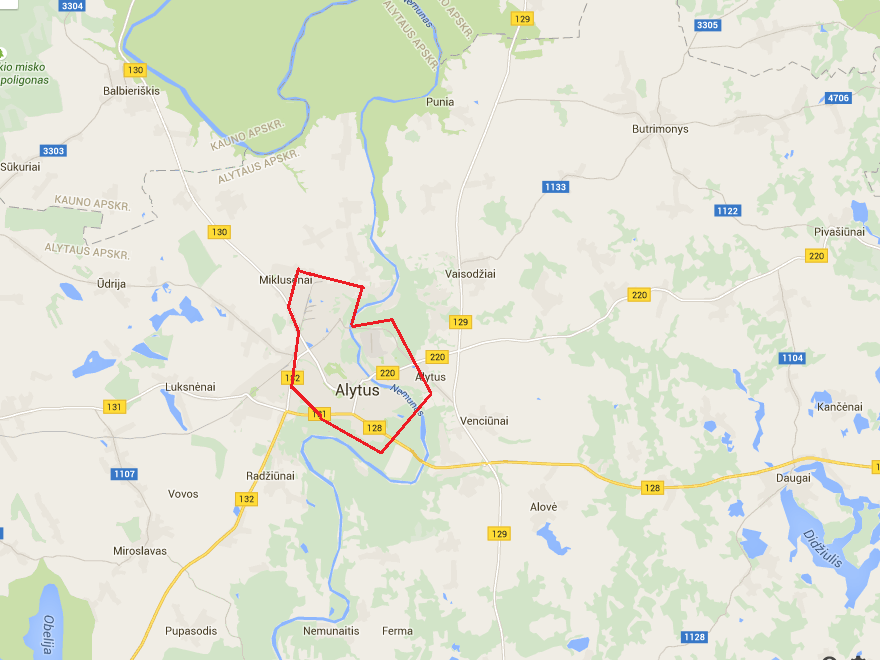 3304
129
3305
Nemunas
ALYTAUS APSKR.
KAUNO APSKR.
kio misko
poligonas
130
Balbieriškis
Punia
4706
Butrimonys
KAUNO APSKR.
3303
ALYTAUS APSKR.
Sūkuriai
1133
KAUNO APSKR.
1122
130
Pivašiūnai
ALYTAUS APSKR.
220
Miklusėnai
Vaisodžiai
Ūdrija
220
129
220
1104
220
Alytus
132
Luksnėnai
Alytus
Nemunas
131
131
Kančėnai
128
Venciūnai
1107
Radžiūnai
128
Daugai
Vovos
132
Alovė
129
Didžiulis
Miroslavas
Obelija
Pupasodis
Nemunaitis
Ferma
1128